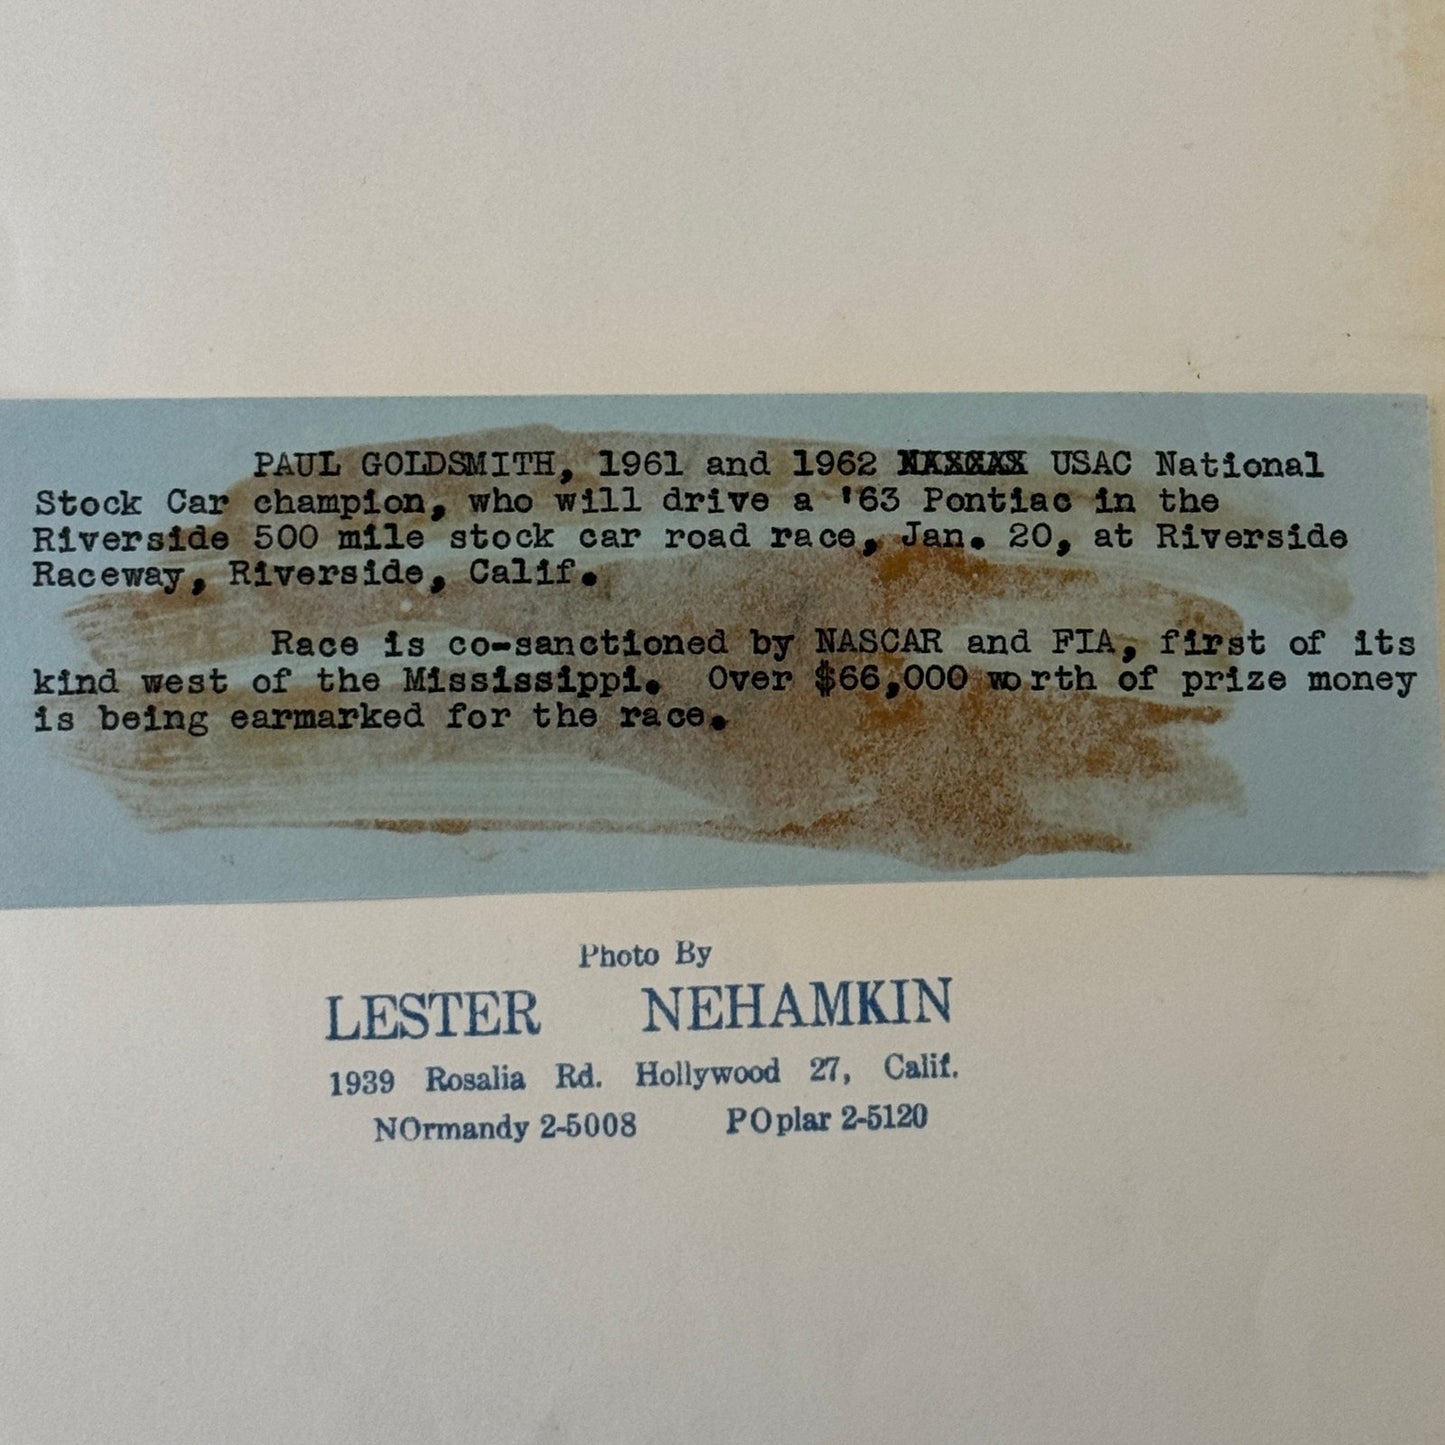 PAUL GOLDSMITH, 1961 and 1962 USAC National
Stock Car champion, who will drive a '63 Pontiac in the
Riverside 500 mile stock car road race, Jan. 20, at Riverside
Raceway, Riverside, Calif.
Race is co-sanctioned by NASCAR and FIA, first of its
kind west of the Mississippi. Over $66,000 worth of prize money
is being earmarked for the race.
Photo By
LESTER NEHAMKIN
1939 Rosalia Rd. Hollywood 27, Calif.
NOrmandy 2-5008 POplar 2-5120